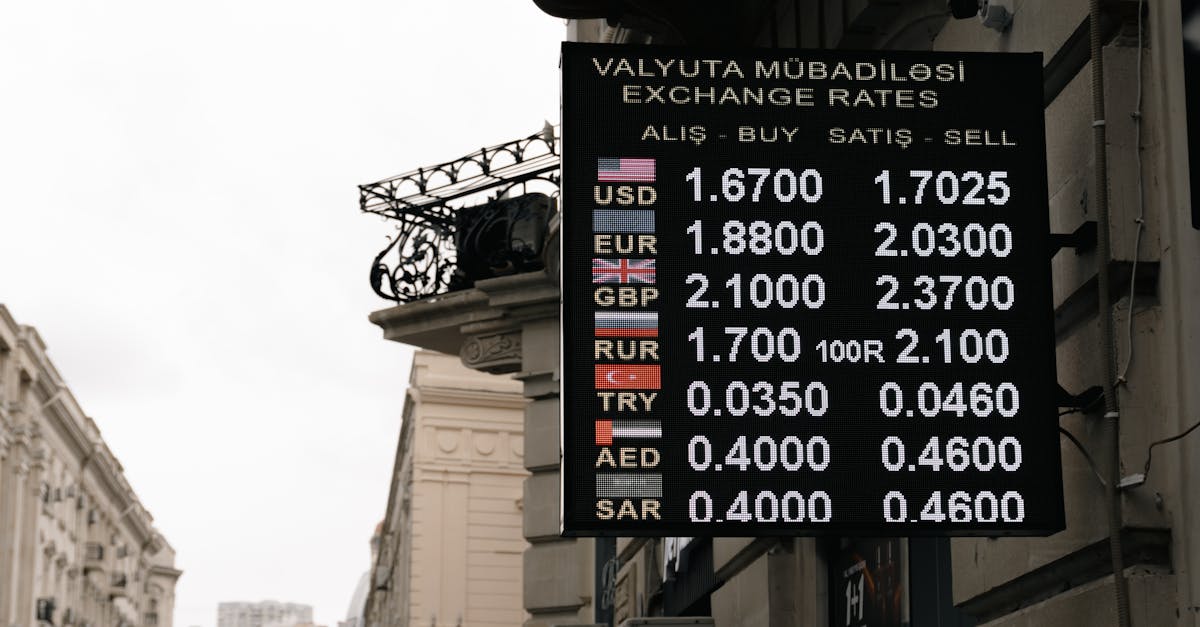 VALYUTA MÜBADİLƏSİ
EXCHANGE RATES
ALIŞ - BUY SATIŞ - SELL
USD 1.6700 1.7025
EUR 1.8800 2.0300
GBP 2.1000 2.3700
RUR 1.700 100R 2.100
TRY 0.0350 0.0460
AED 0.4000 0.4600
SAR 0.4000 0.4600
1+1